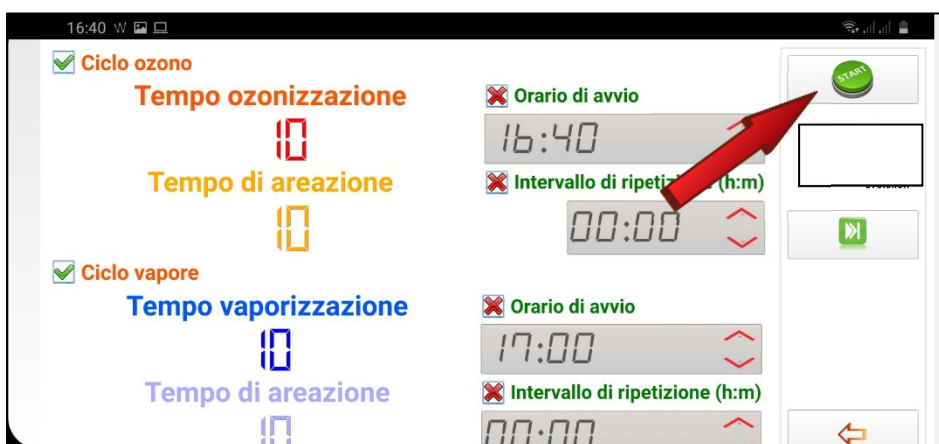 16:40 W
Ciclo ozono
Tempo ozonizzazione
10
Tempo di areazione
10
Orario di avvio
16:40
Intervallo di ripetizione (h:m)
00:00
START
Ciclo vapore
Tempo vaporizzazione
10
Tempo di areazione
10
Orario di avvio
17:00
Intervallo di ripetizione (h:m)
00:00